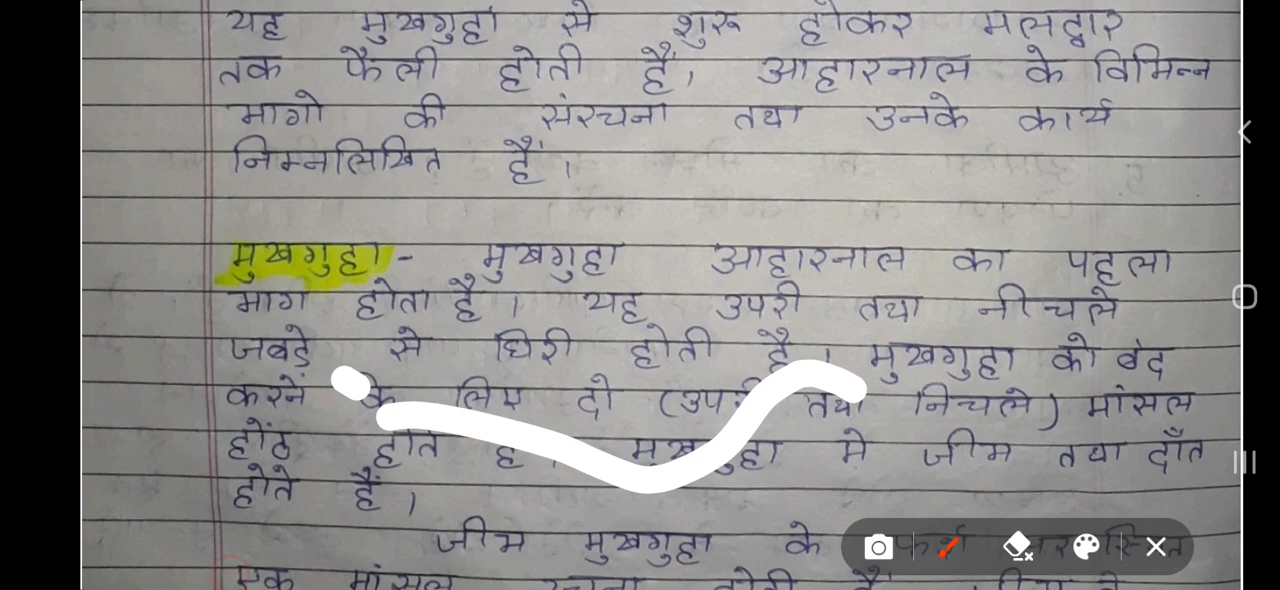 यह मुखगुहा से शुरू होकर मलद्वार
तक फैली होती है, आहारनाल के विभिन्न
भागो की संरचना तथा उनके कार्य
निम्नलिखित हैं।
मुखगुहा - मुखगुहा आहारनाल का पहला
भाग होता है। यह उपरी तथा नीचले
जबड़े से घिरी होती है। मुखगुहा को बंद
करने के लिए दो (उपरी तथा निचले) मांसल
होंठ होते है। मुखगुहा मे जीभ तथा दाँत
होते हैं।
जीभ मुखगुहा के
एक मांसल